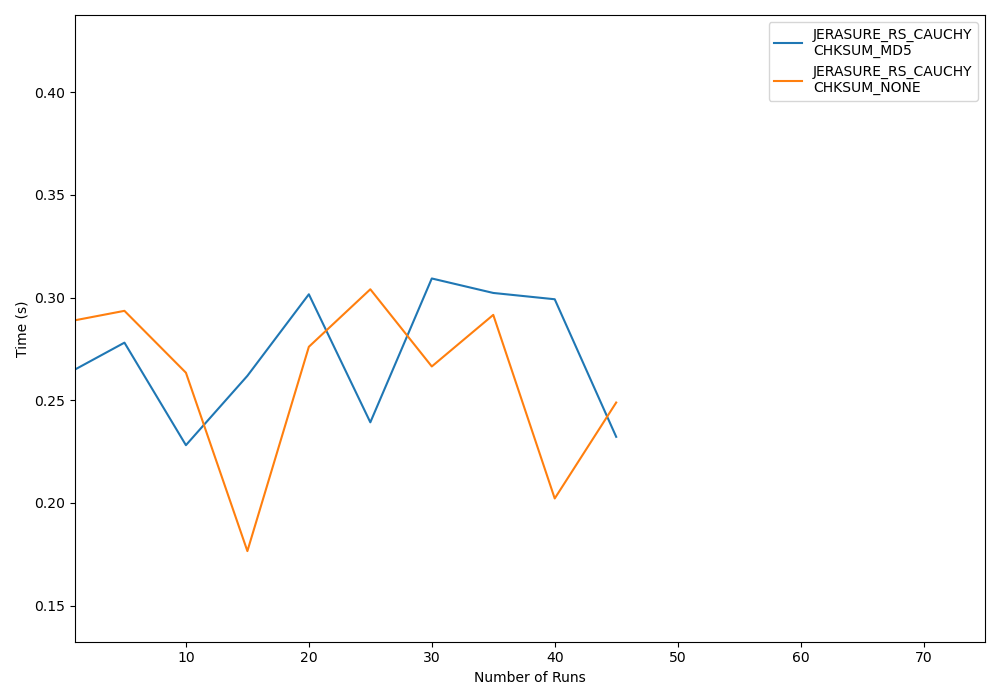 JERASURE_RS_CAUCHY
CHKSUM_MD5
JERASURE_RS_CAUCHY
CHKSUM_NONE
0.40
0.35
0.30
0.25
0.20
0.15
Time (s)
10 20 30 40 50 60 70
Number of Runs